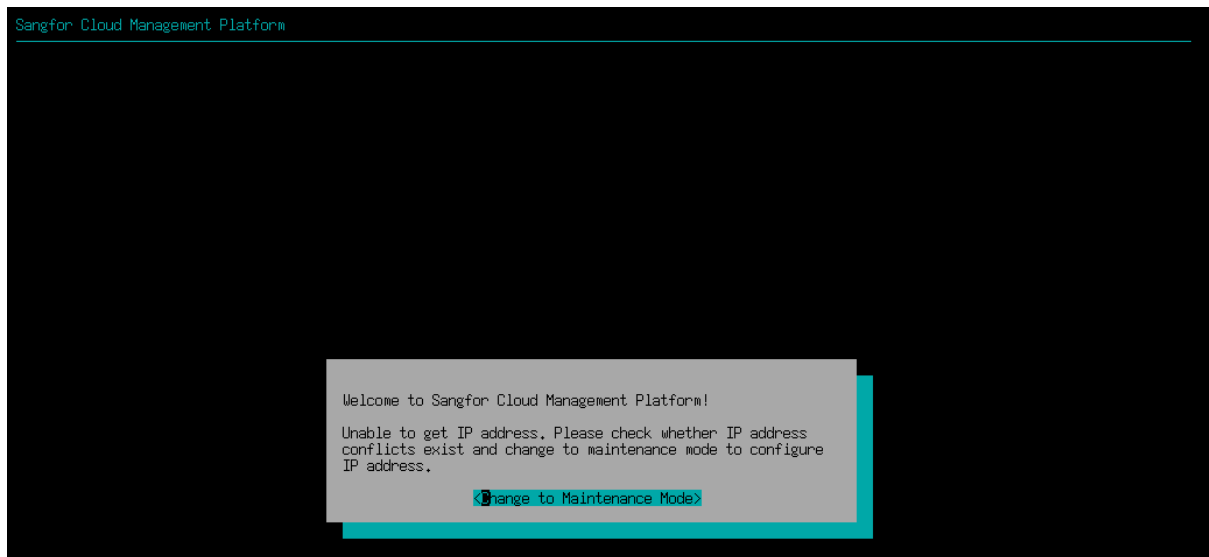 Sangfor Cloud Management Platform
Welcome to Sangfor Cloud Management Platform!
Unable to get IP address. Please check whether IP address
conflicts exist and change to maintenance mode to configure
IP address.
<Change to Maintenance Mode>